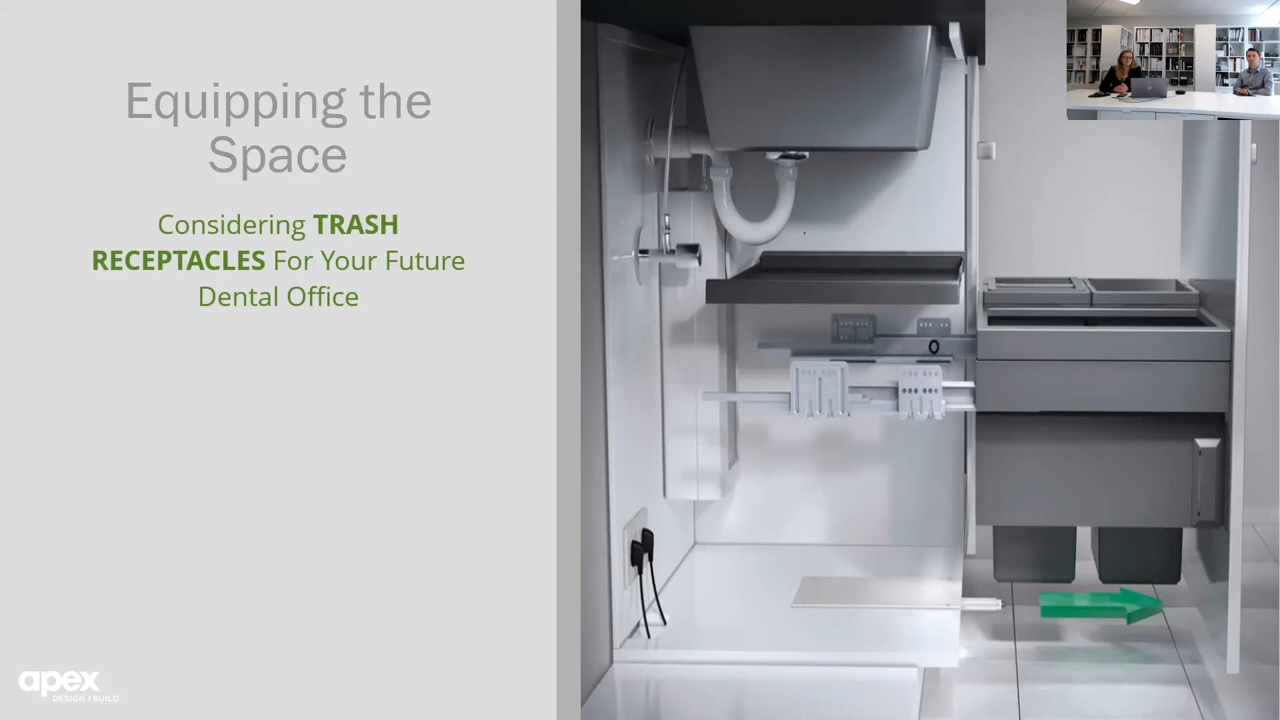 Equipping the
Space
Considering TRASH
RECEPTACLES For Your Future
Dental Office
apex
DESIGN > BUILD